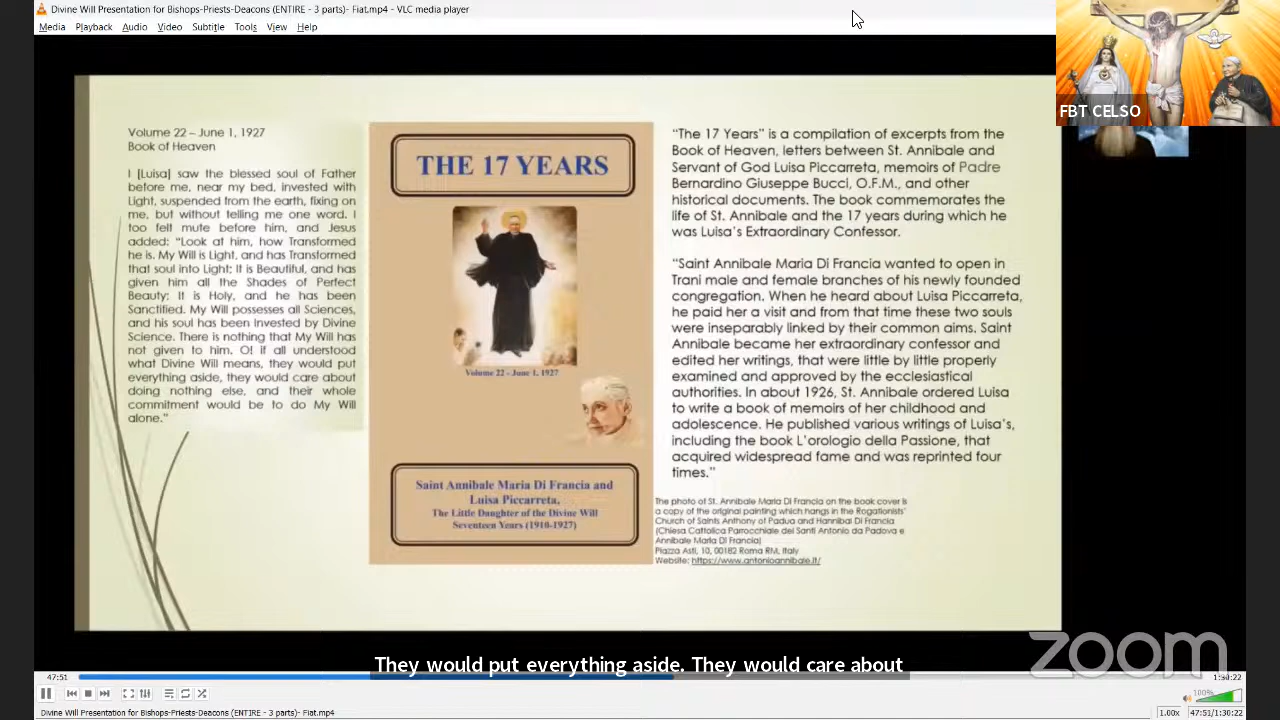 Divine Will Presentation for Bishops-Priests-Deacons (ENTIRE - 3 parts)- Fiat.mp4 - VLC media player
Media Playback Audio Video Subtitle Tools View Help
FBT CELSO
Volume 22 – June 1, 1927
Book of Heaven
I [Luisa] saw the blessed soul of Father
before me, near my bed, invested with
Light, suspended from the earth, fixing on
me, but without telling me one word. I
too felt mute before him, and Jesus
added: “Look at him, how Transformed
he is. My Will is Light, and has Transformed
that soul into Light; It is Beautiful, and has
given him all the Shades of Perfect
Beauty; It is Holy, and he has been
Sanctified. My Will possesses all Sciences,
and his soul has been Invested by Divine
Science. There is nothing that My Will has
not given to him. O! if all understood
what Divine Will means, they would put
everything aside, they would care about
doing nothing else, and their whole
commitment would be to do My Will
alone.”
THE 17 YEARS
Volume 22 - June 1, 1927
Saint Annibale Maria Di Francia and
Luisa Piccarreta,
The Little Daughter of the Divine Will
Seventeen Years (1910-1927)
“The 17 Years” is a compilation of excerpts from the
Book of Heaven, letters between St. Annibale and
Servant of God Luisa Piccarreta, memoirs of Padre
Bernardino Giuseppe Bucci, O.F.M., and other
historical documents. The book commemorates the
life of St. Annibale and the 17 years during which he
was Luisa’s Extraordinary Confessor.
“Saint Annibale Maria Di Francia wanted to open in
Trani male and female branches of his newly founded
congregation. When he heard about Luisa Piccarreta,
he paid her a visit and from that time these two souls
were inseparably linked by their common aims. Saint
Annibale became her extraordinary confessor and
edited her writings, that were little by little properly
examined and approved by the ecclesiastical
authorities. In about 1926, St. Annibale ordered Luisa
to write a book of memoirs of her childhood and
adolescence. He published various writings of Luisa’s,
including the book L’orologio della Passione, that
acquired widespread fame and was reprinted four
times.”
The photo of St. Annibale Maria Di Francia on the book cover is
a copy of the original painting which hangs in the Rogationists’
Church of Saints Anthony of Padua and Hannibal Di Francia
(Chiesa Cattolica Parrocchiale dei Santi Antonio da Padova e
Annibale Maria Di Francia)
Piazza Asti, 10, 00182 Roma RM, Italy
Website: https://www.antonioannibale.it/
They would put everything aside. They would care about
zoom
47:51
1:30:22
100%
Divine Will Presentation for Bishops-Priests-Deacons (ENTIRE - 3 parts)- Fiat.mp4
1.00x
47:51/1:30:22